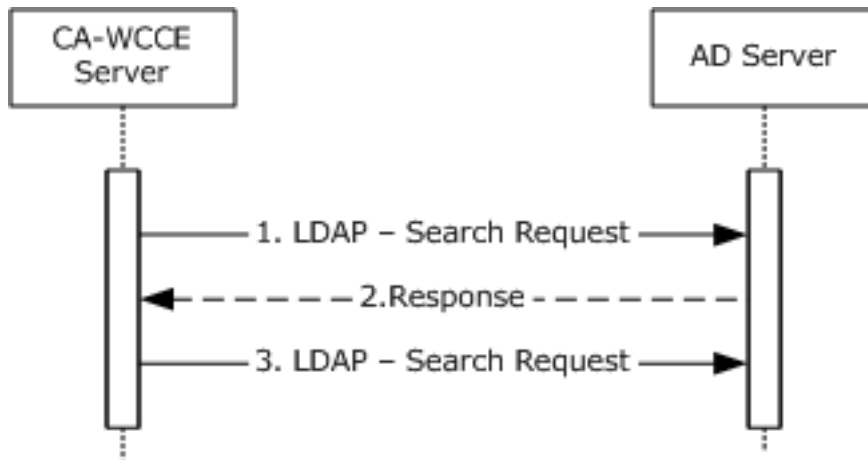 CA-WCCE
Server
AD Server
1. LDAP – Search Request
2.Response
3. LDAP – Search Request